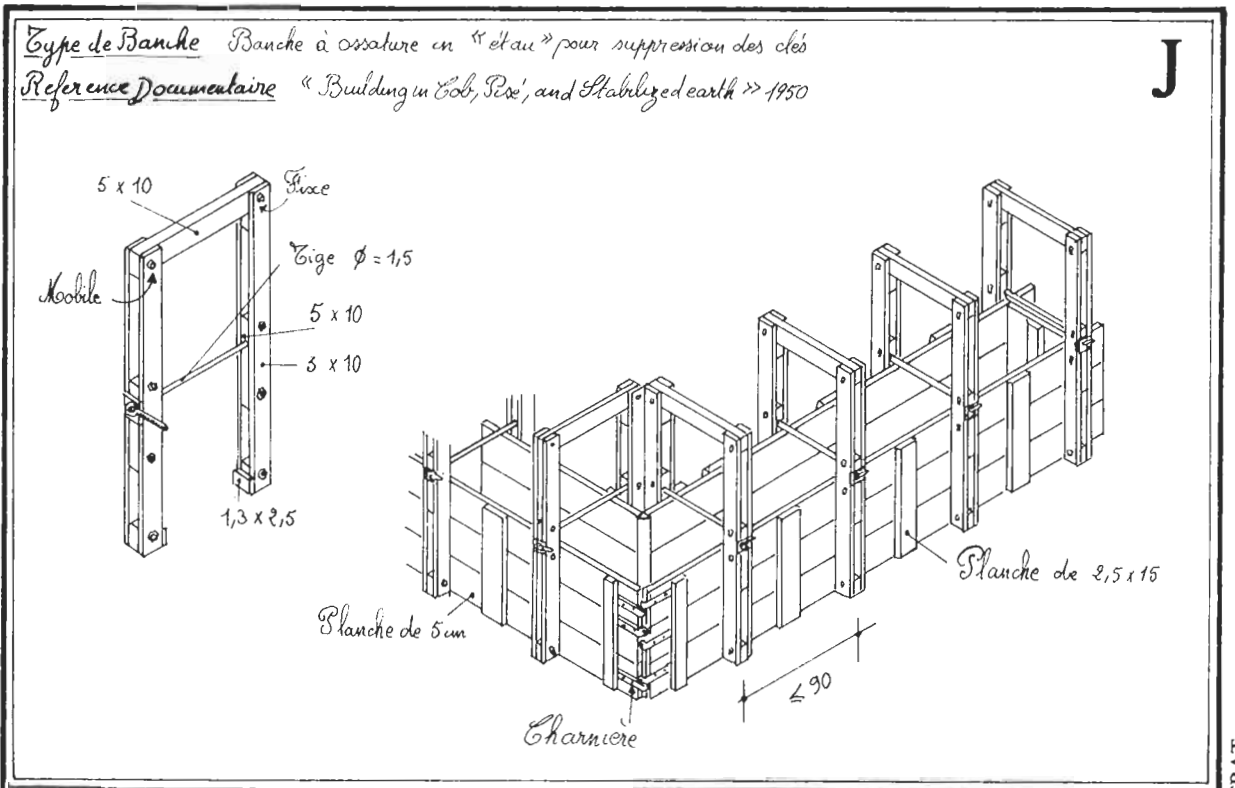 Type de Banche Banche à ossature en "étau" pour suppression des clés
Reference Documentaire « Building in Cob, Pisé, and Stabilized earth » 1950
J
5 x 10
Fixe
Tige ø = 1,5
Mobile
5 x 10
3 x 10
1,3 x 2,5
Planche de 5 cm
Planche de 2,5 x 15
≤ 90
Charnière